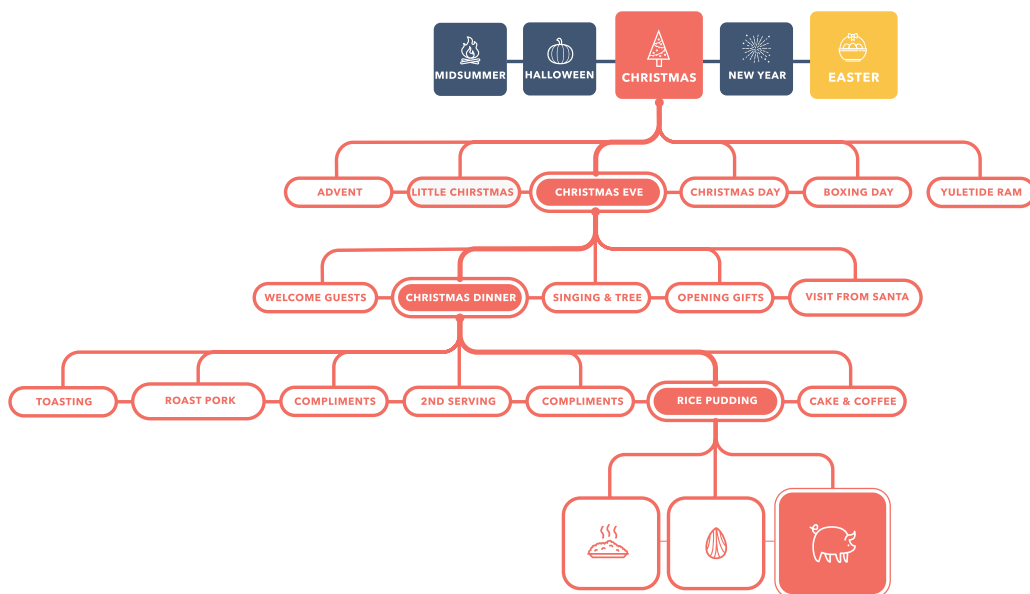 MIDSUMMER
HALLOWEEN
CHRISTMAS
NEW YEAR
EASTER
ADVENT
LITTLE CHIRSTMAS
CHRISTMAS EVE
CHRISTMAS DAY
BOXING DAY
YULETIDE RAM
WELCOME GUESTS
CHRISTMAS DINNER
SINGING & TREE
OPENING GIFTS
VISIT FROM SANTA
TOASTING
ROAST PORK
COMPLIMENTS
2ND SERVING
COMPLIMENTS
RICE PUDDING
CAKE & COFFEE